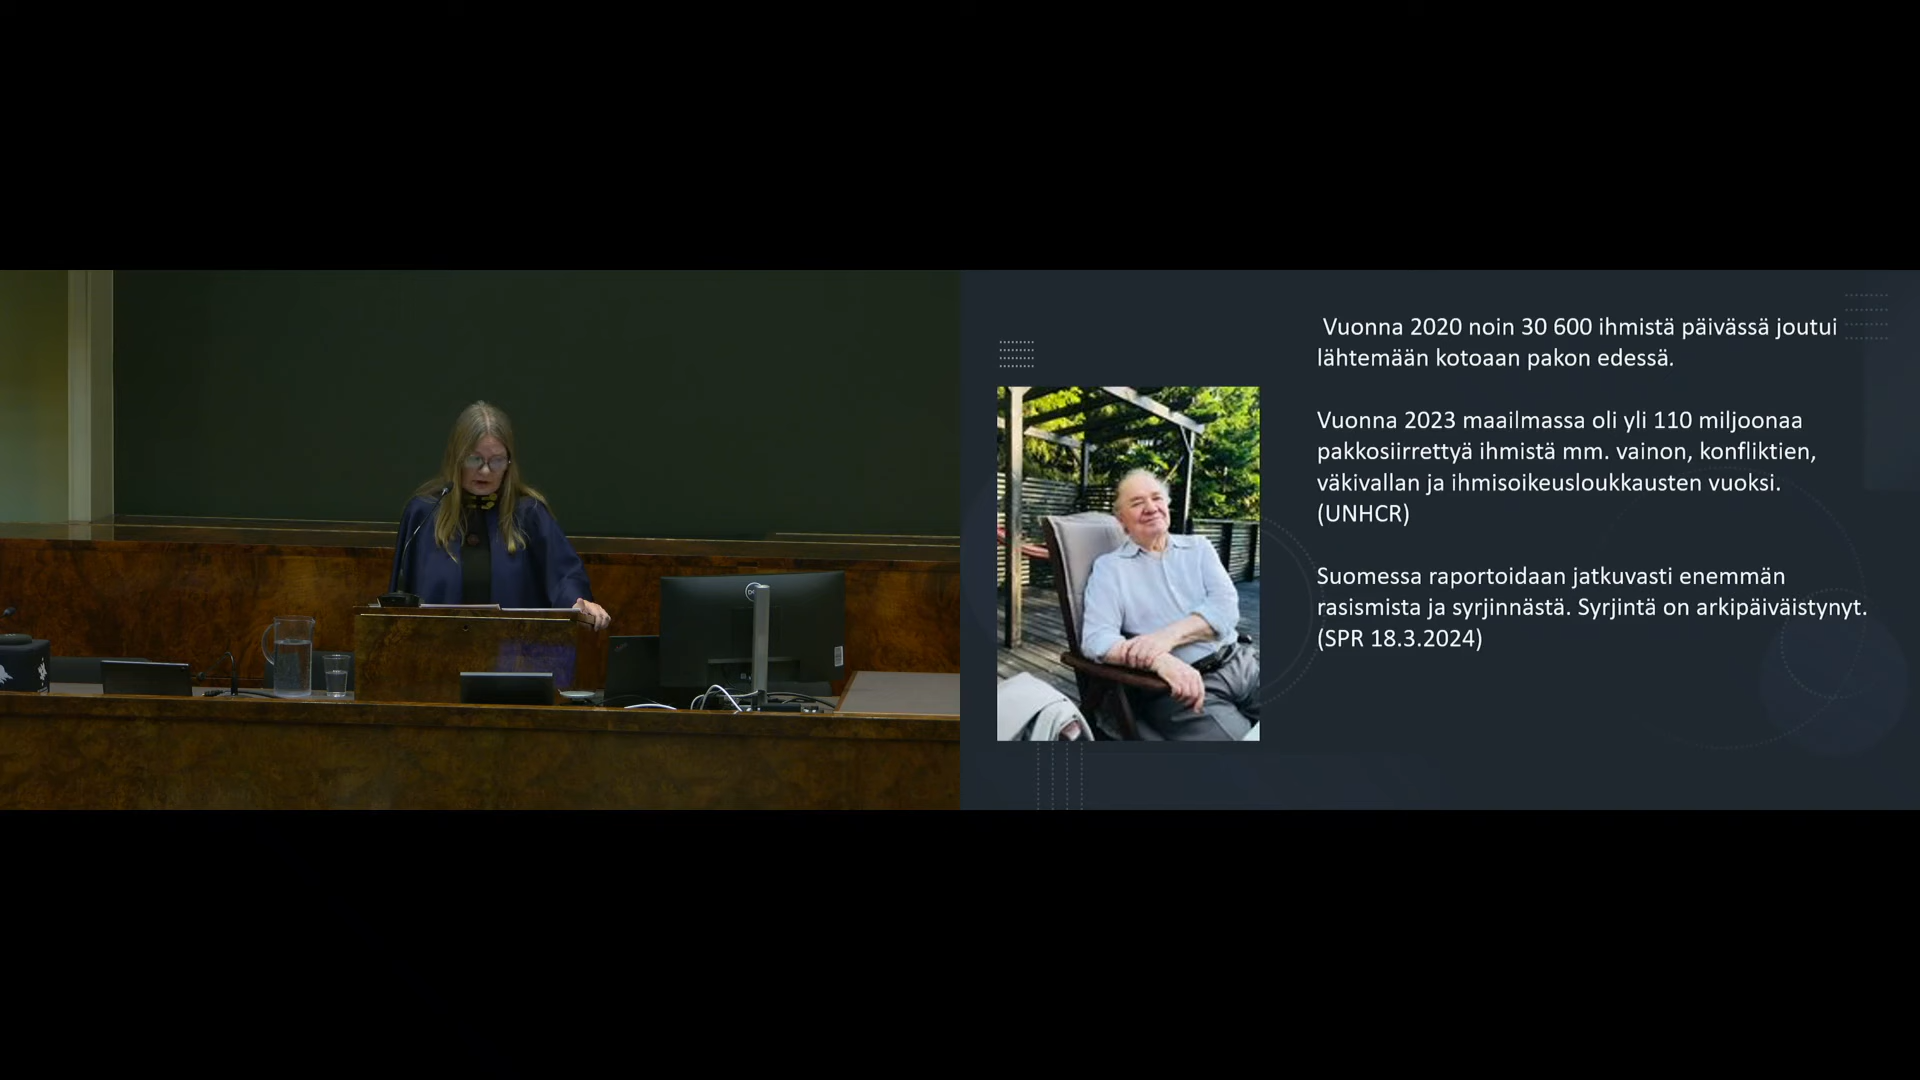 Vuonna 2020 noin 30 600 ihmistä päivässä joutui
lähtemään kotoaan pakon edessä.
Vuonna 2023 maailmassa oli yli 110 miljoonaa
pakkosiirrettyä ihmistä mm. vainon, konfliktien,
väkivallan ja ihmisoikeusloukkausten vuoksi.
(UNHCR)
Suomessa raportoidaan jatkuvasti enemmän
rasismista ja syrjinnästä. Syrjintä on arkipäiväistynyt.
(SPR 18.3.2024)